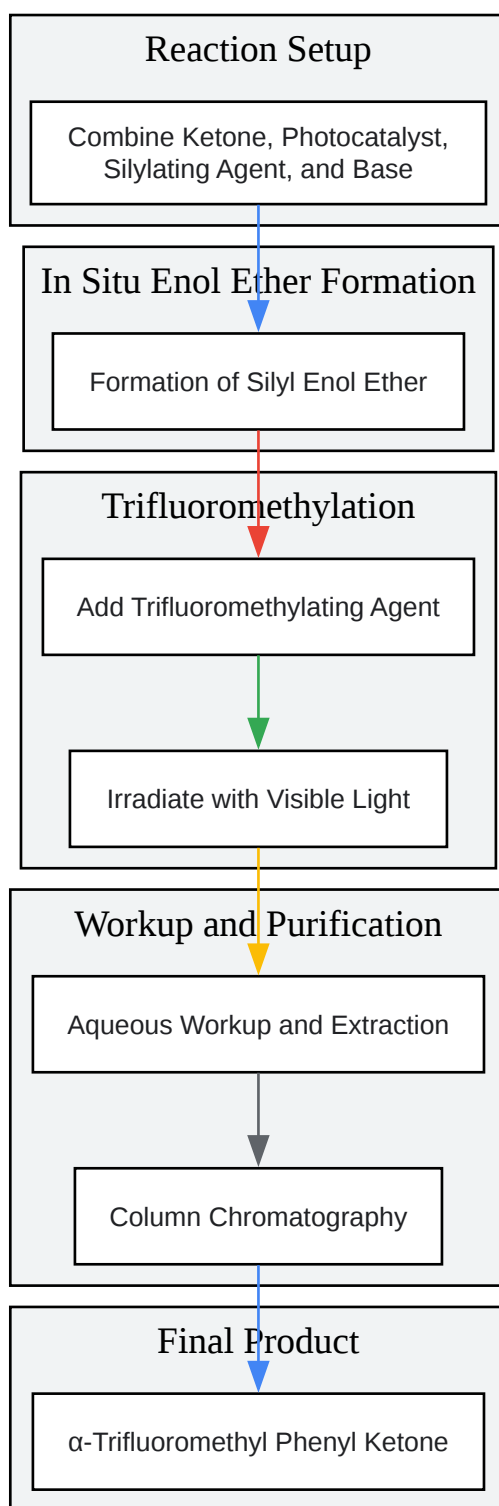 Reaction Setup
Combine Ketone, Photocatalyst,
Silylating Agent, and Base
In Situ Enol Ether Formation
Formation of Silyl Enol Ether
Trifluoromethylation
Add Trifluoromethylating Agent
Irradiate with Visible Light
Workup and Purification
Aqueous Workup and Extraction
Column Chromatography
Final Product
α-Trifluoromethyl Phenyl Ketone